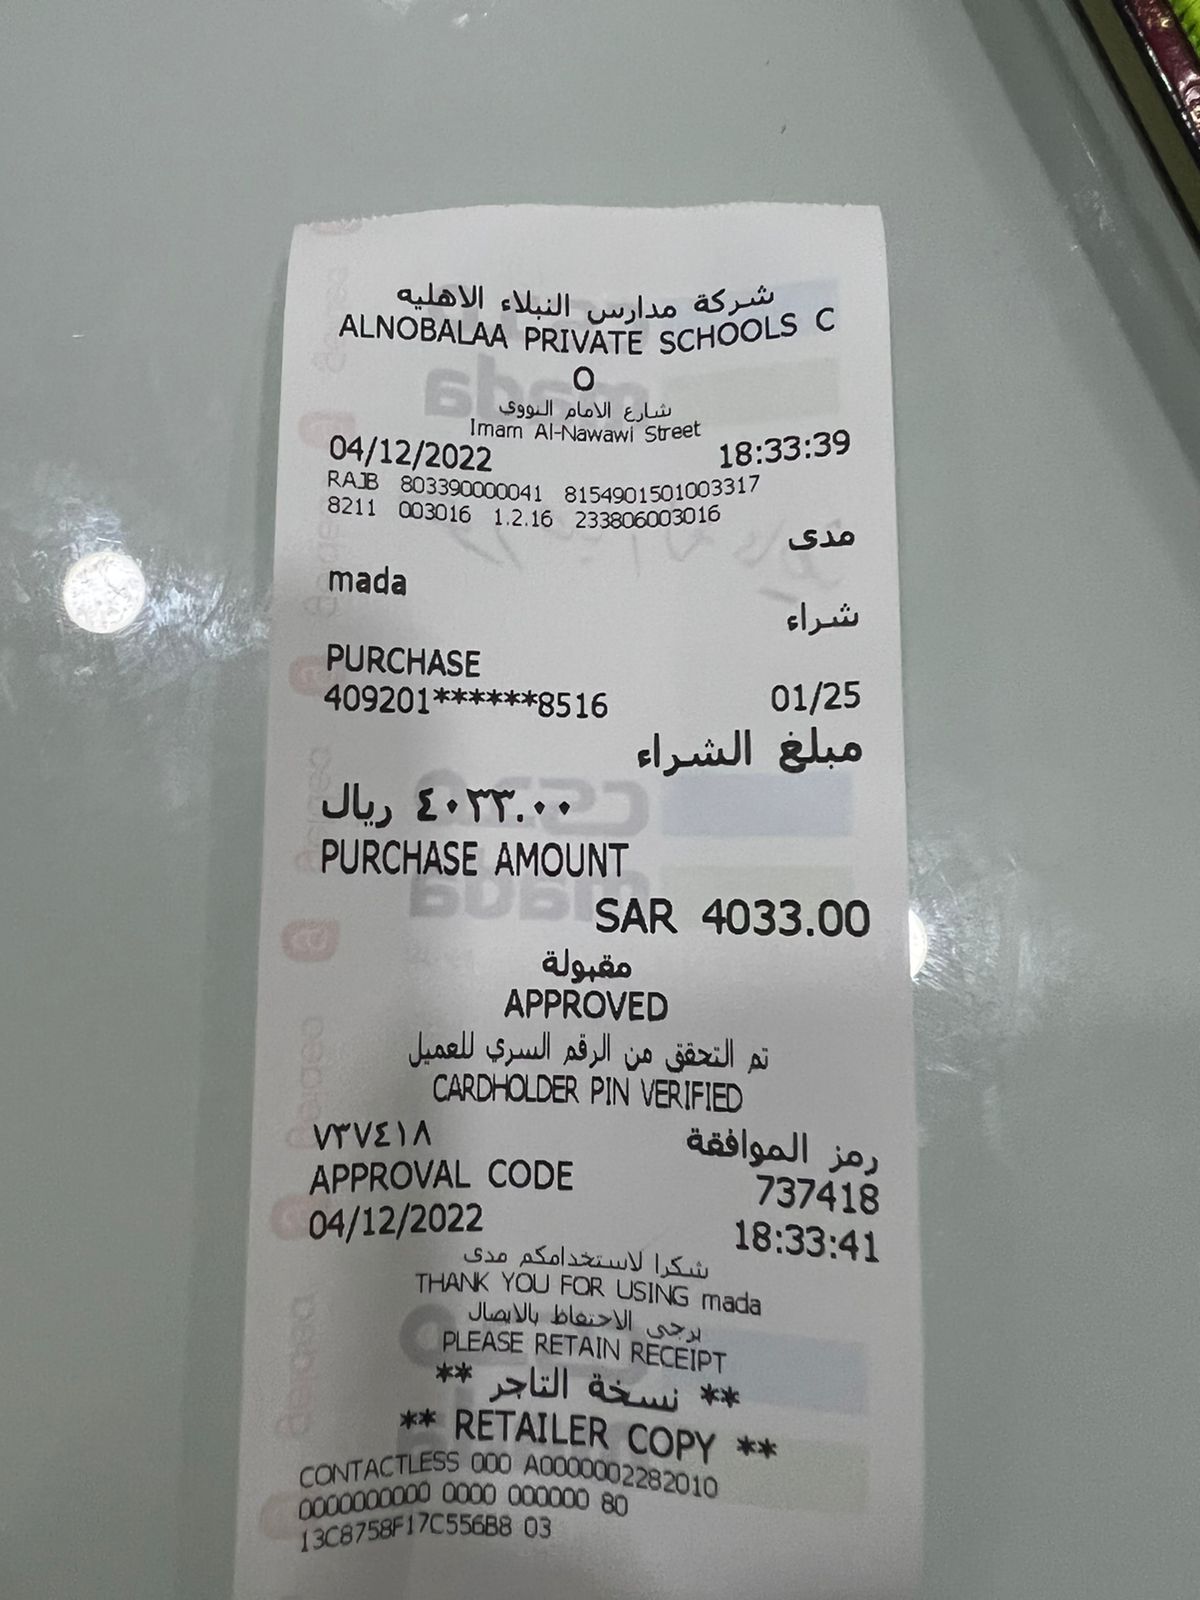 شركة مدارس النبلاء الاهليه
ALNOBALAA PRIVATE SCHOOLS C
O
شارع الامام النووي
Imam Al-Nawawi Street
04/12/2022 18:33:39
RAJB 803390000041 8154901501003317
8211 003016 1.2.16 233806003016
مدى
mada
شراء
PURCHASE
409201******8516 01/25
مبلغ الشراء
٤٠٣٣.٠٠ ريال
PURCHASE AMOUNT
SAR 4033.00
مقبولة
APPROVED
تم التحقق من الرقم السري للعميل
CARDHOLDER PIN VERIFIED
رمز الموافقة ٧٣٧٤١٨
APPROVAL CODE 737418
04/12/2022 18:33:41
شكرا لاستخدامكم مدى
THANK YOU FOR USING mada
يرجى الاحتفاظ بالايصال
PLEASE RETAIN RECEIPT
** نسخة التاجر **
** RETAILER COPY **
CONTACTLESS 000 A0000002282010
0000000000 0000 000000 80
13C8758F17C556B8 03